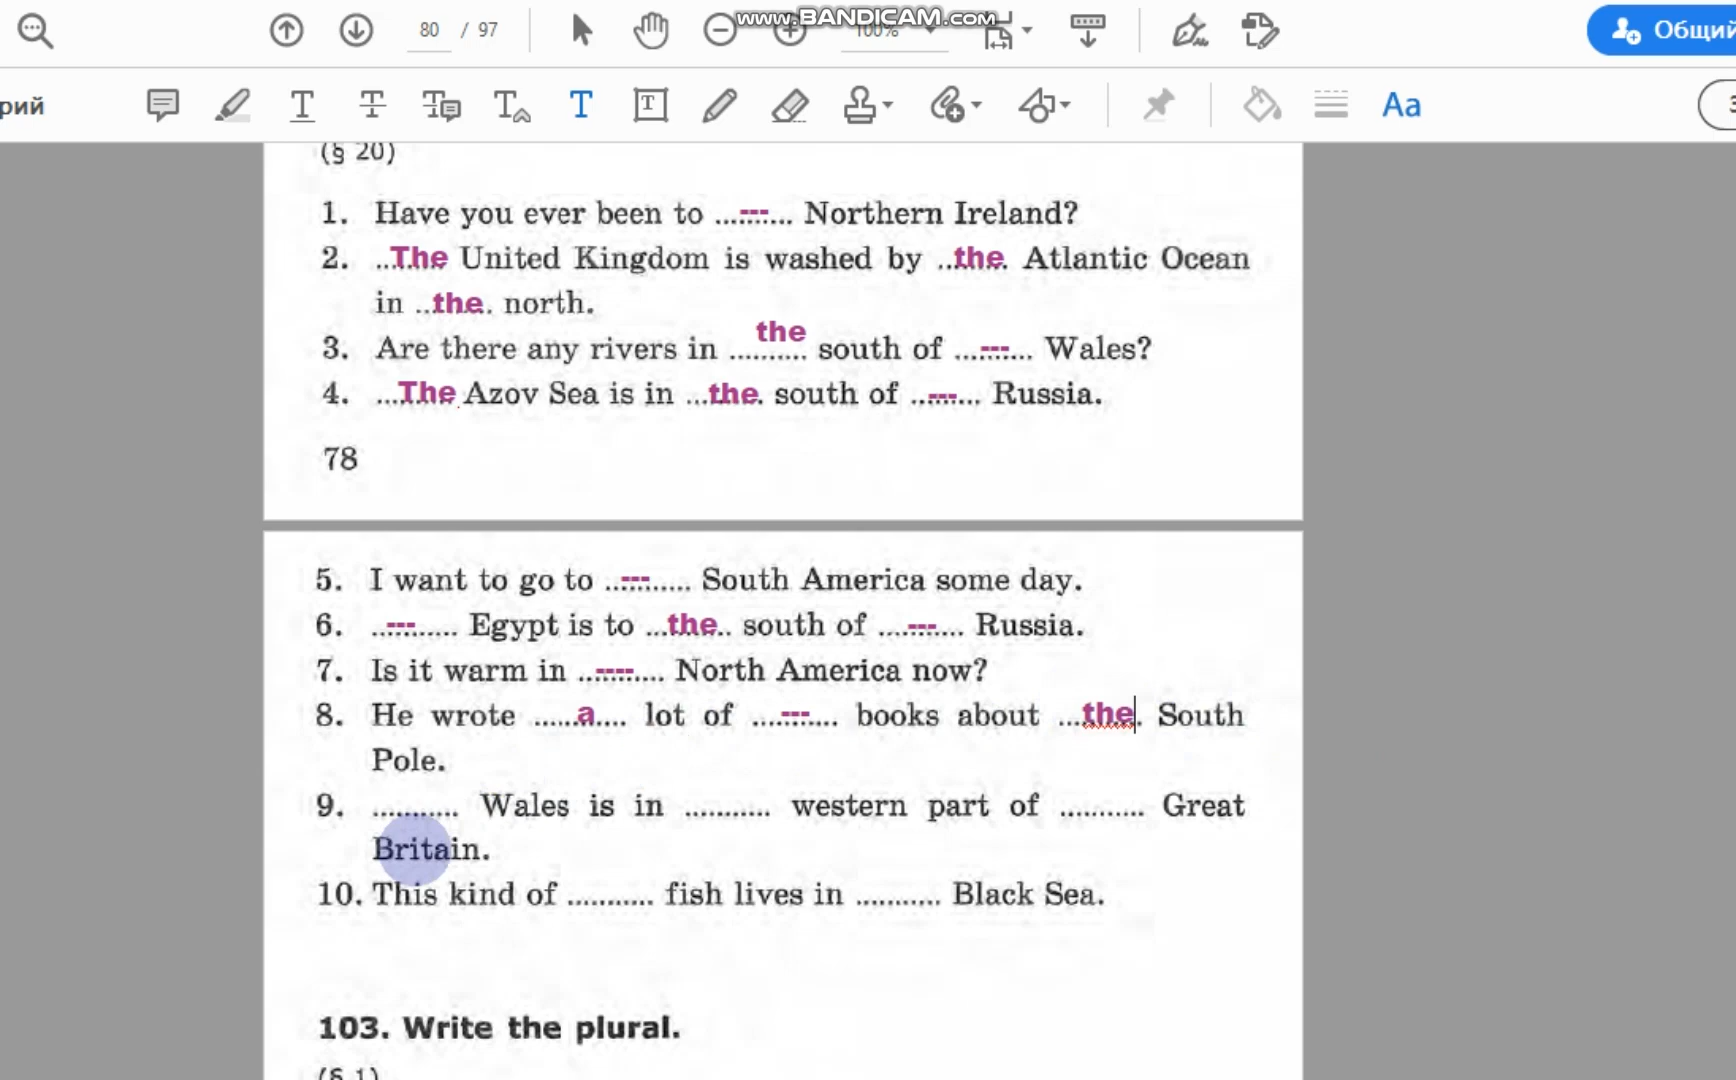 www.BANDICAM.com
80 / 97
100%
Общий
рий
Aa
(§ 20)
1. Have you ever been to ...---... Northern Ireland?
2. ..The United Kingdom is washed by ..the. Atlantic Ocean
in ..the. north.
the
3. Are there any rivers in .......... south of ...---... Wales?
4. ...The Azov Sea is in ...the. south of ..---... Russia.
78
5. I want to go to ..---..... South America some day.
6. ..---..... Egypt is to ...the.. south of ....---.... Russia.
7. Is it warm in ..----.... North America now?
8. He wrote ......a.... lot of ....---.... books about ...the. South
Pole.
9. ........... Wales is in ........... western part of ........... Great
Britain.
10. This kind of ........... fish lives in ........... Black Sea.
103. Write the plural.
(§ 1)